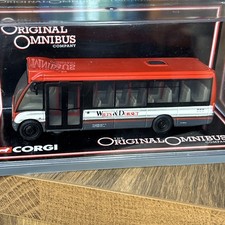 ORIGINAL
OMNIBUS
COMPANY
WILTS & DORSET
CORGI
THE
ORIGINAL OMNIBUS
COMPANY